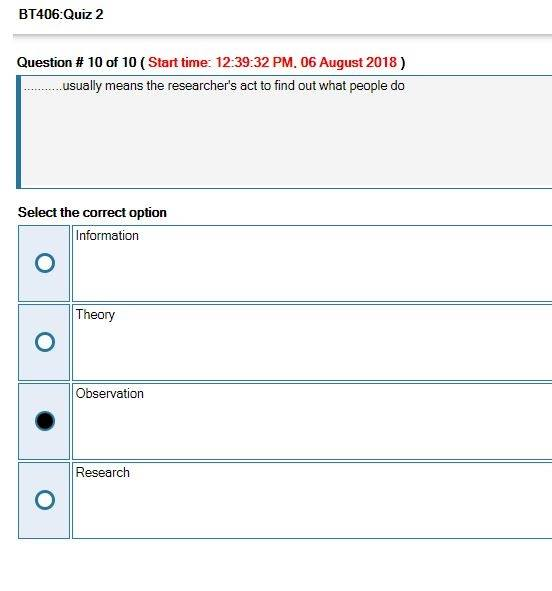 BT406:Quiz 2
Question # 10 of 10 ( Start time: 12:39:32 PM, 06 August 2018 )
...........usually means the researcher's act to find out what people do
Select the correct option
Information
Theory
Observation
Research